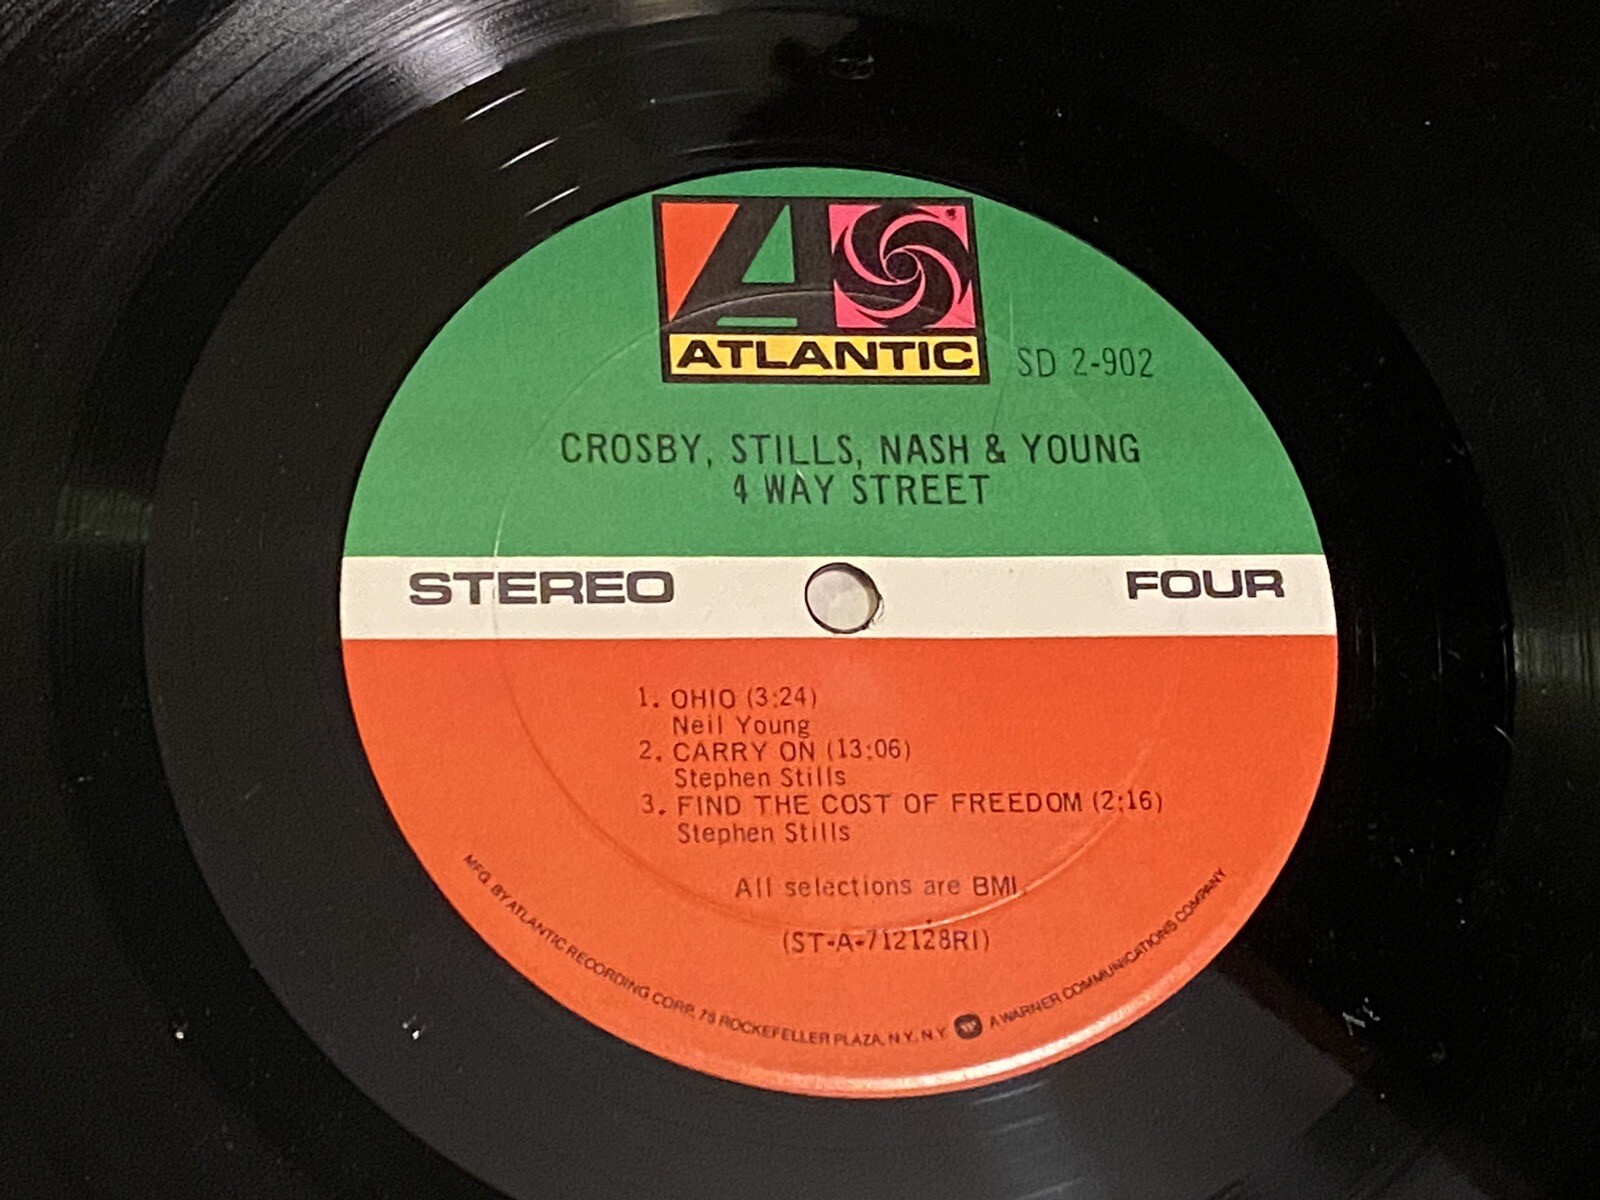 ATLANTIC
SD 2-902
CROSBY, STILLS, NASH & YOUNG
4 WAY STREET
STEREO
FOUR
1. OHIO (3:24)
Neil Young
2. CARRY ON (13:06)
Stephen Stills
3. FIND THE COST OF FREEDOM (2:16)
Stephen Stills
All selections are BMI.
(ST-A-712128RI)
MFG. BY ATLANTIC RECORDING CORP., 75 ROCKEFELLER PLAZA, N.Y., N.Y. A WARNER COMMUNICATIONS COMPANY